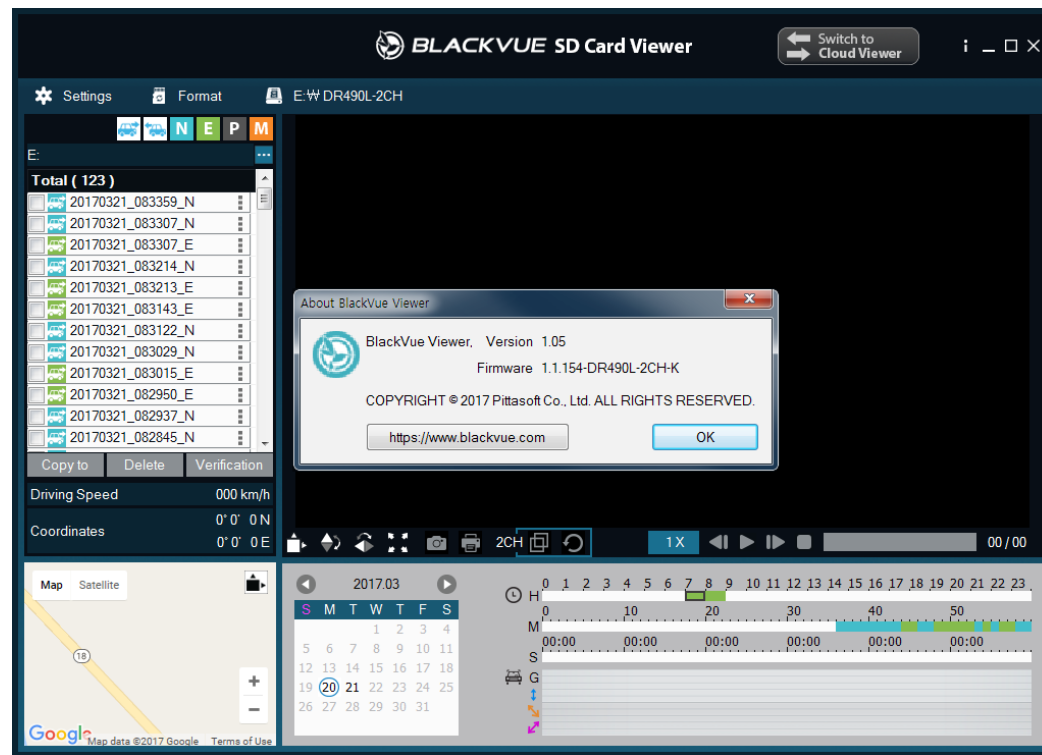 BLACKVUE SD Card Viewer
Switch to
Cloud Viewer
Settings Format E:₩ DR490L-2CH
N E P M
E:
Total ( 123 )
20170321_083359_N
20170321_083307_N
20170321_083307_E
20170321_083214_N
20170321_083213_E
20170321_083143_E
20170321_083122_N
20170321_083029_N
20170321_083015_E
20170321_082950_E
20170321_082937_N
20170321_082845_N
Copy to Delete Verification
Driving Speed 000 km/h
Coordinates 0° 0' 0 N
0° 0' 0 E
About BlackVue Viewer
BlackVue Viewer, Version 1.05
Firmware 1.1.154-DR490L-2CH-K
COPYRIGHT © 2017 Pittasoft Co., Ltd. ALL RIGHTS RESERVED.
https://www.blackvue.com OK
2CH 1X 00 / 00
Map Satellite
18
+
−
Google Map data ©2017 Google Terms of Use
2017.03
S M T W T F S
1 2 3 4
5 6 7 8 9 10 11
12 13 14 15 16 17 18
19 20 21 22 23 24 25
26 27 28 29 30 31
H 0 1 2 3 4 5 6 7 8 9 10 11 12 13 14 15 16 17 18 19 20 21 22 23
M 0 10 20 30 40 50
S 00:00 00:00 00:00 00:00 00:00 00:00
G